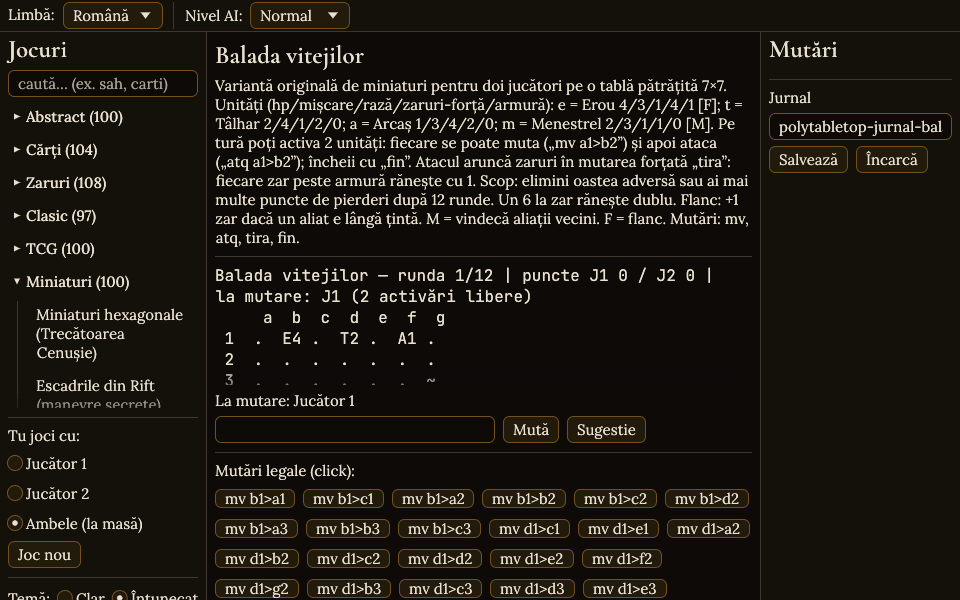 Limbă: Română ▼ Nivel AI: Normal ▼
Jocuri
caută... (ex. sah, carti)
▸ Abstract (100)
▸ Cărți (104)
▸ Zaruri (108)
▸ Clasic (97)
▸ TCG (100)
▾ Miniaturi (100)
Miniaturi hexagonale
(Trecătoarea
Cenușie)
Escadrile din Rift
(manevre secrete)
Tu joci cu:
Jucător 1
Jucător 2
Ambele (la masă)
Joc nou
Temă: Clar Întunecat
Balada vitejilor
Variantă originală de miniaturi pentru doi jucători pe o tablă pătrățită 7×7.
Unități (hp/mișcare/rază/zaruri-forță/armură): e = Erou 4/3/1/4/1 [F]; t =
Tâlhar 2/4/1/2/0; a = Arcaș 1/3/4/2/0; m = Menestrel 2/3/1/1/0 [M]. Pe
tură poți activa 2 unități: fiecare se poate muta („mv a1>b2”) și apoi ataca
(„atq a1>b2”); închei cu „fin”. Atacul aruncă zaruri în mutarea forțată „tira”:
fiecare zar peste armură rănește cu 1. Scop: elimini oastea adversă sau ai mai
multe puncte de pierderi după 12 runde. Un 6 la zar rănește dublu. Flanc: +1
zar dacă un aliat e lângă țintă. M = vindecă aliații vecini. F = flanc. Mutări: mv,
atq, tira, fin.
Balada vitejilor — runda 1/12 | puncte J1 0 / J2 0 |
la mutare: J1 (2 activări libere)
a b c d e f g
1 . E4 . T2 . A1 .
2 . . . . . . .
3 . . . . . . ~
La mutare: Jucător 1
Mută Sugestie
Mutări legale (click):
mv b1>a1 mv b1>c1 mv b1>a2 mv b1>b2 mv b1>c2 mv b1>d2
mv b1>a3 mv b1>b3 mv b1>c3 mv d1>c1 mv d1>e1 mv d1>a2
mv d1>b2 mv d1>c2 mv d1>d2 mv d1>e2 mv d1>f2
mv d1>g2 mv d1>b3 mv d1>c3 mv d1>d3 mv d1>e3
Mutări
Jurnal
polytabletop-jurnal-bal
Salvează Încarcă